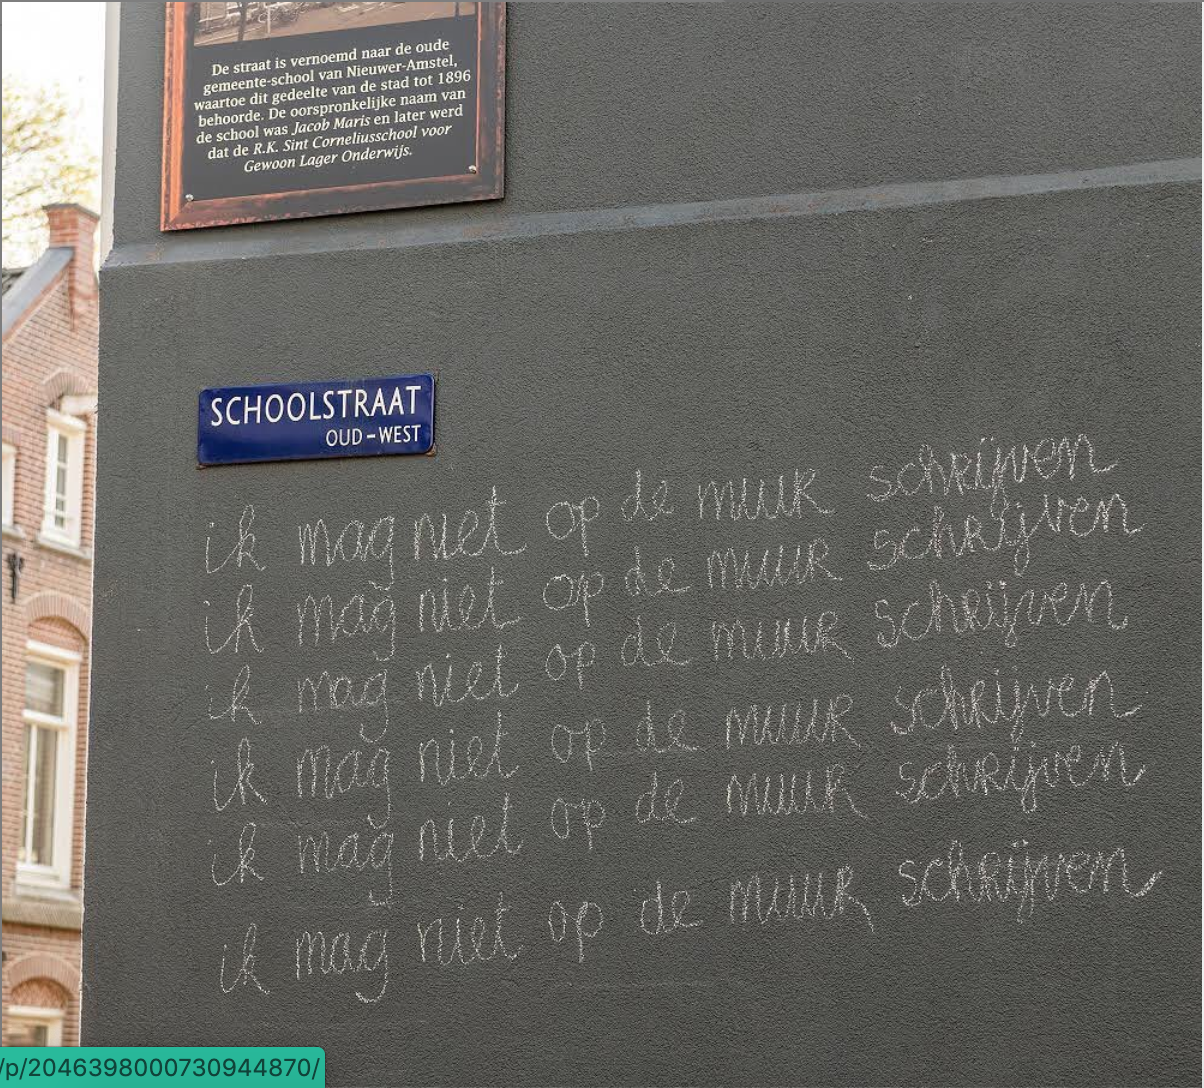 De straat is vernoemd naar de oude
gemeente-school van Nieuwer-Amstel,
waartoe dit gedeelte van de stad tot 1896
behoorde. De oorspronkelijke naam van
de school was Jacob Maris en later werd
dat de R.K. Sint Corneliusschool voor
Gewoon Lager Onderwijs.
SCHOOLSTRAAT
OUD-WEST
ik mag niet op de muur schrijven
ik mag niet op de muur schrijven
ik mag niet op de muur schrijven
ik mag niet op de muur schrijven
ik mag niet op de muur schrijven
ik mag niet op de muur schrijven
/p/2046398000730944870/